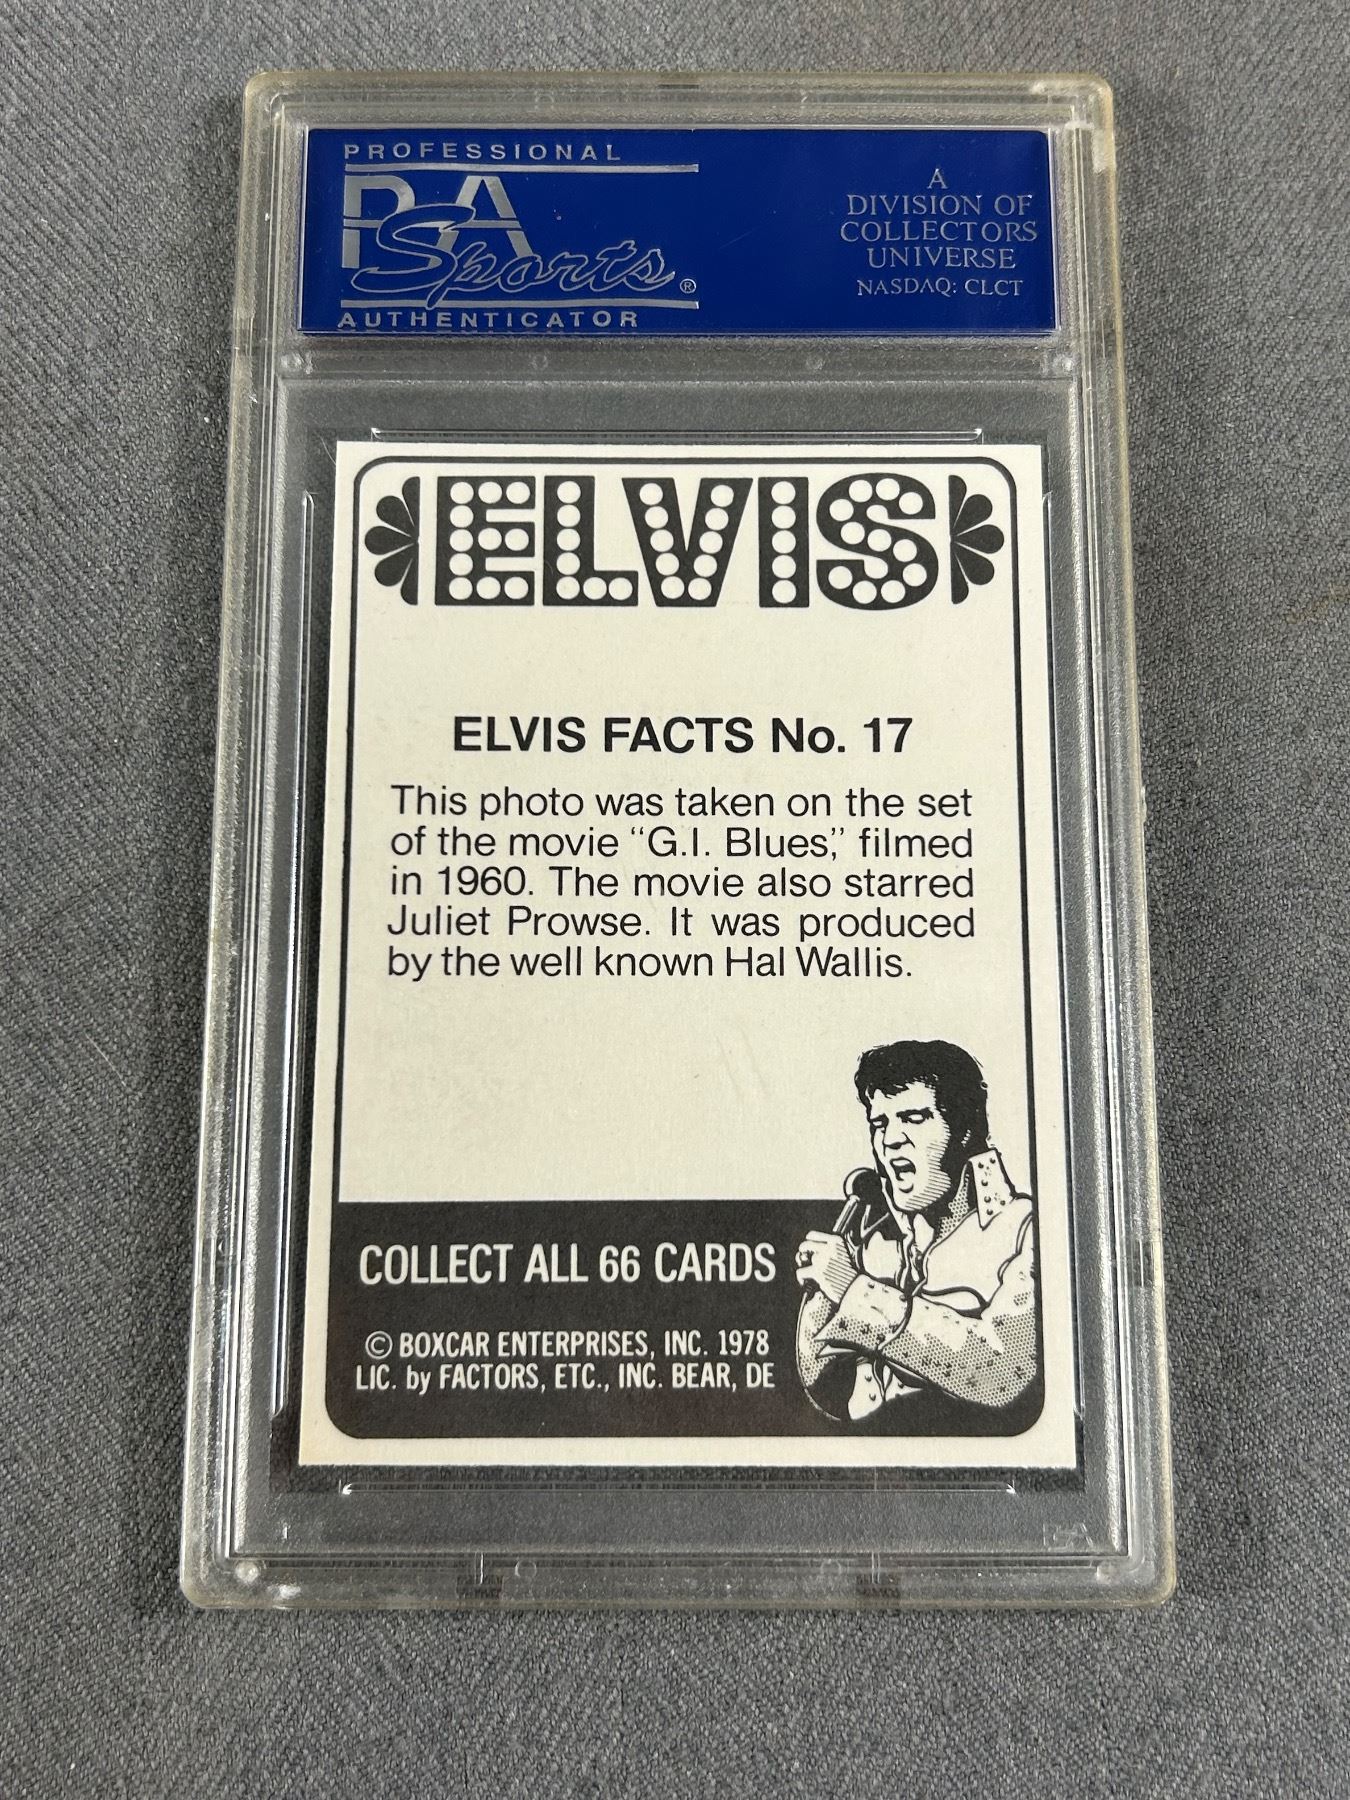 PROFESSIONAL
PSA
Sports®
AUTHENTICATOR
A
DIVISION OF
COLLECTORS
UNIVERSE
NASDAQ: CLCT
ELVIS
ELVIS FACTS No. 17
This photo was taken on the set
of the movie “G.I. Blues,” filmed
in 1960. The movie also starred
Juliet Prowse. It was produced
by the well known Hal Wallis.
COLLECT ALL 66 CARDS
© BOXCAR ENTERPRISES, INC. 1978
LIC. by FACTORS, ETC., INC. BEAR, DE